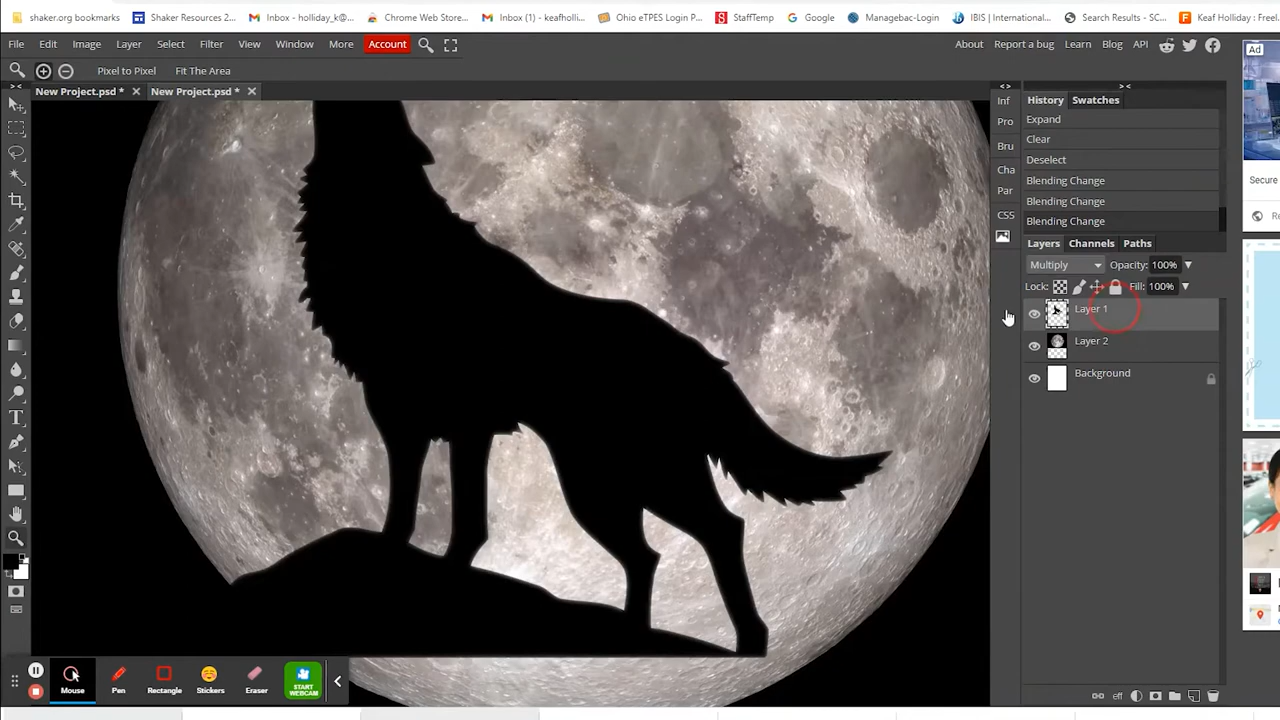 shaker.org bookmarks Shaker Resources 2... Inbox - holliday_k@... Chrome Web Store... Inbox (1) - keafholli... Ohio eTPES Login P... StaffTemp Google Managebac-Login IBIS | International... Search Results - SC... Keaf Holliday : Freel
File Edit Image Layer Select Filter View Window More Account About Report a bug Learn Blog API
Pixel to Pixel Fit The Area
New Project.psd * New Project.psd *
Ad
Inf
Pro
Bru
Cha
Par
CSS
History Swatches
Expand
Clear
Deselect
Blending Change
Blending Change
Blending Change
Layers Channels Paths
Multiply Opacity: 100%
Lock: Fill: 100%
Layer 1
Layer 2
Background
Secure
Mouse Pen Rectangle Stickers Eraser START WEBCAM
eff